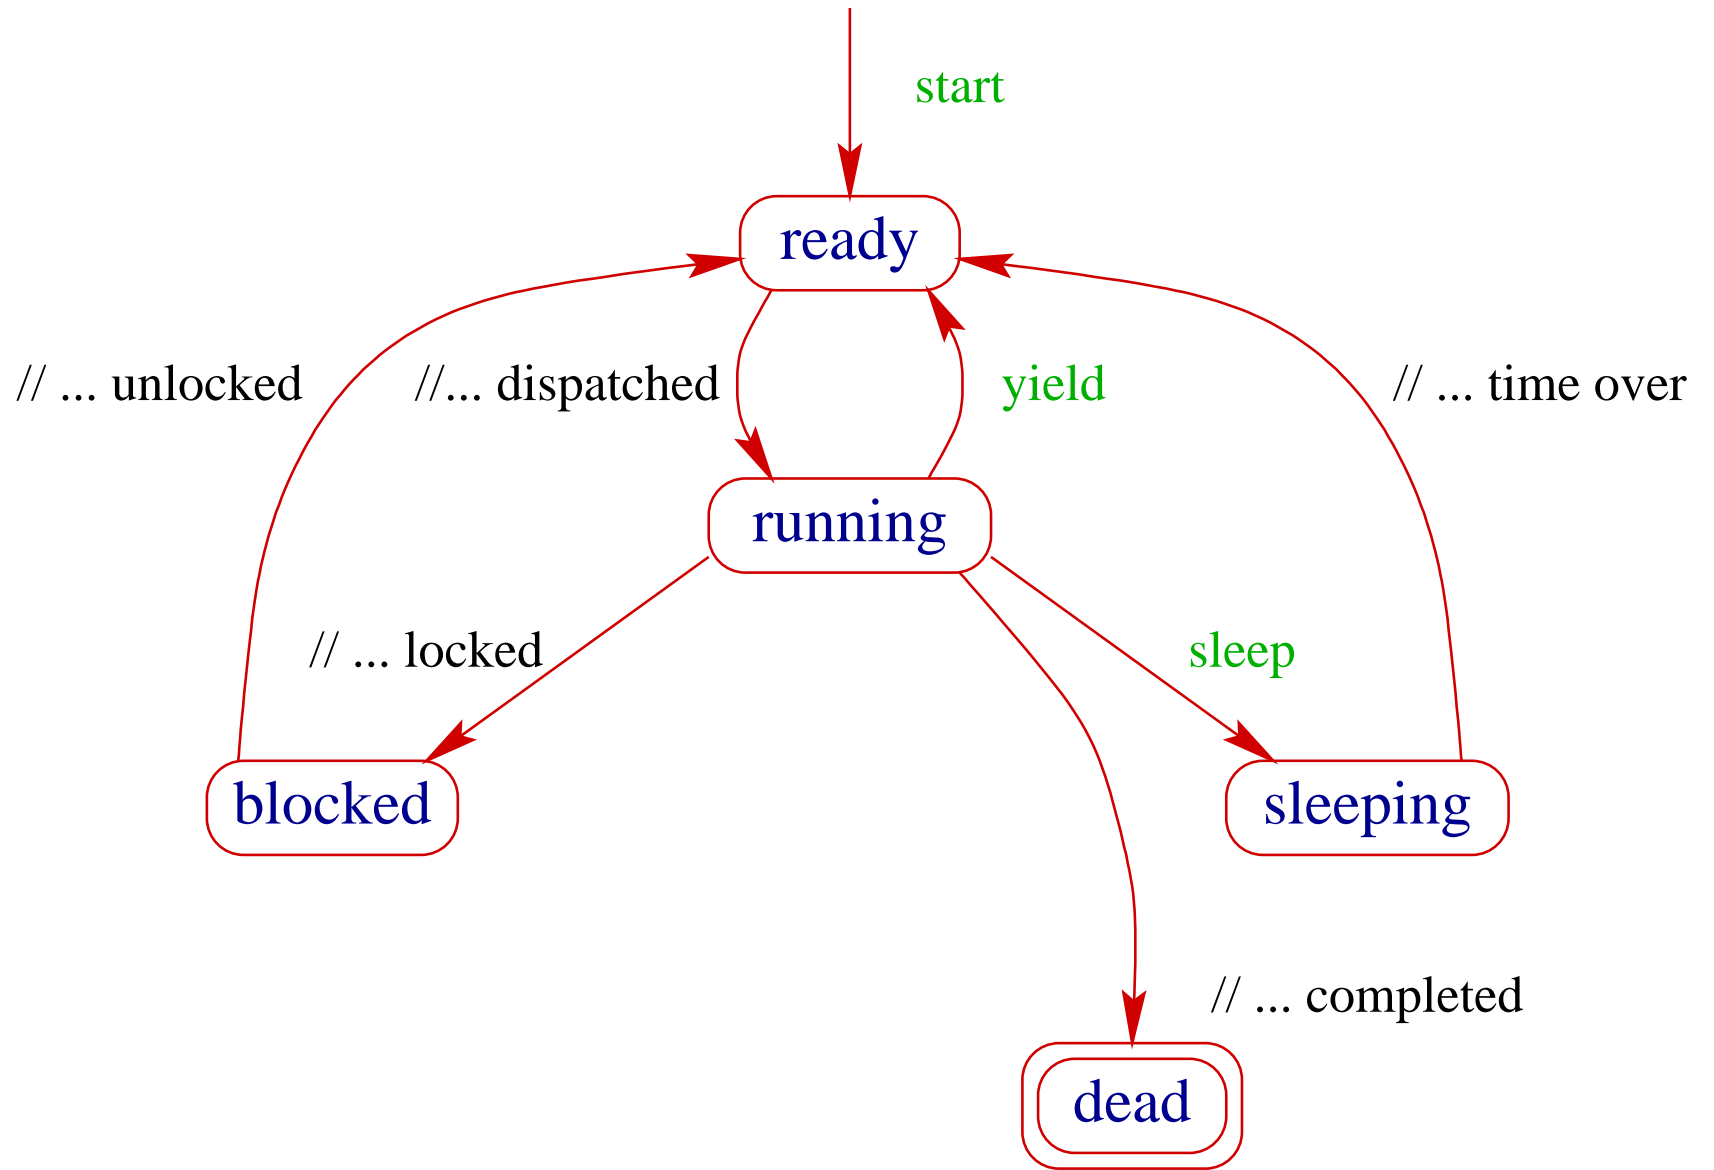 start
ready
// ... unlocked
//... dispatched
yield
// ... time over
running
// ... locked
sleep
blocked
sleeping
// ... completed
dead